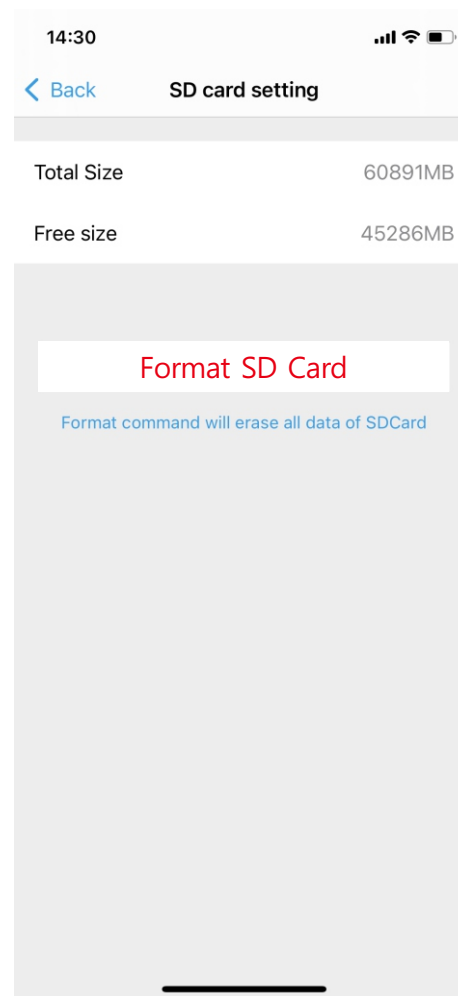 14:30
Back SD card setting
Total Size 60891MB
Free size 45286MB
Format SD Card
Format command will erase all data of SDCard